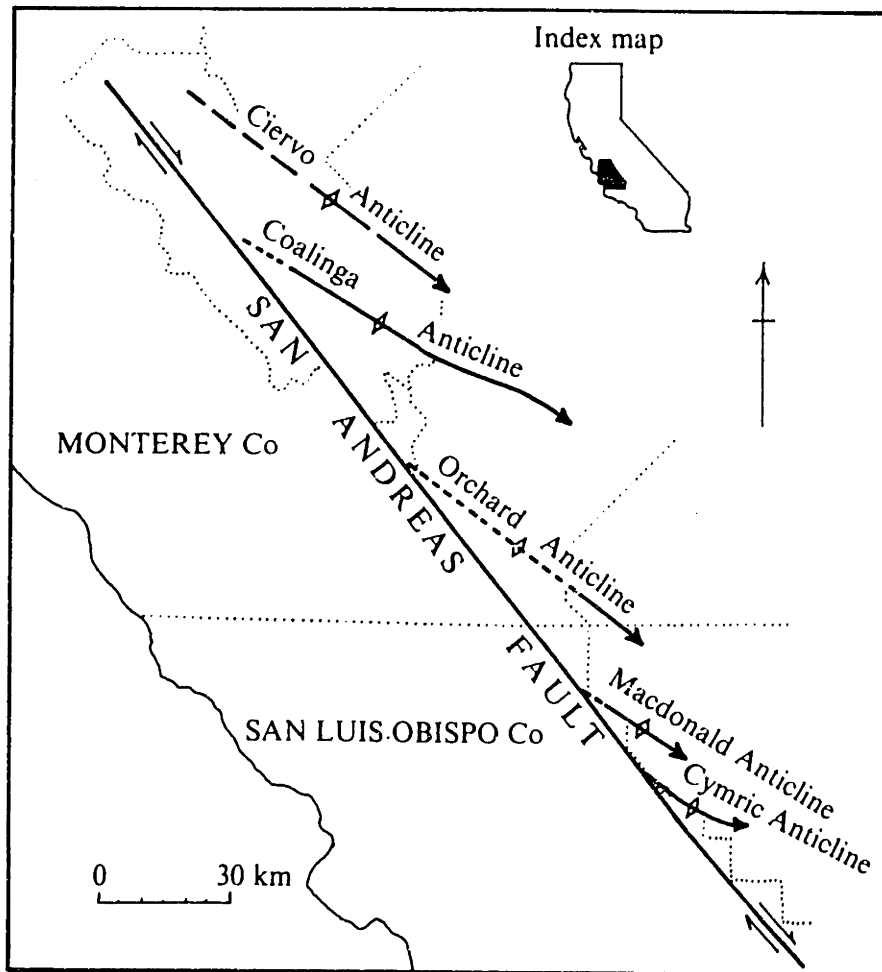 Index map
Ciervo Anticline
Coalinga Anticline
SAN ANDREAS FAULT
MONTEREY Co
Orchard Anticline
SAN LUIS OBISPO Co
Macdonald Anticline
Cymric Anticline
0 30 km